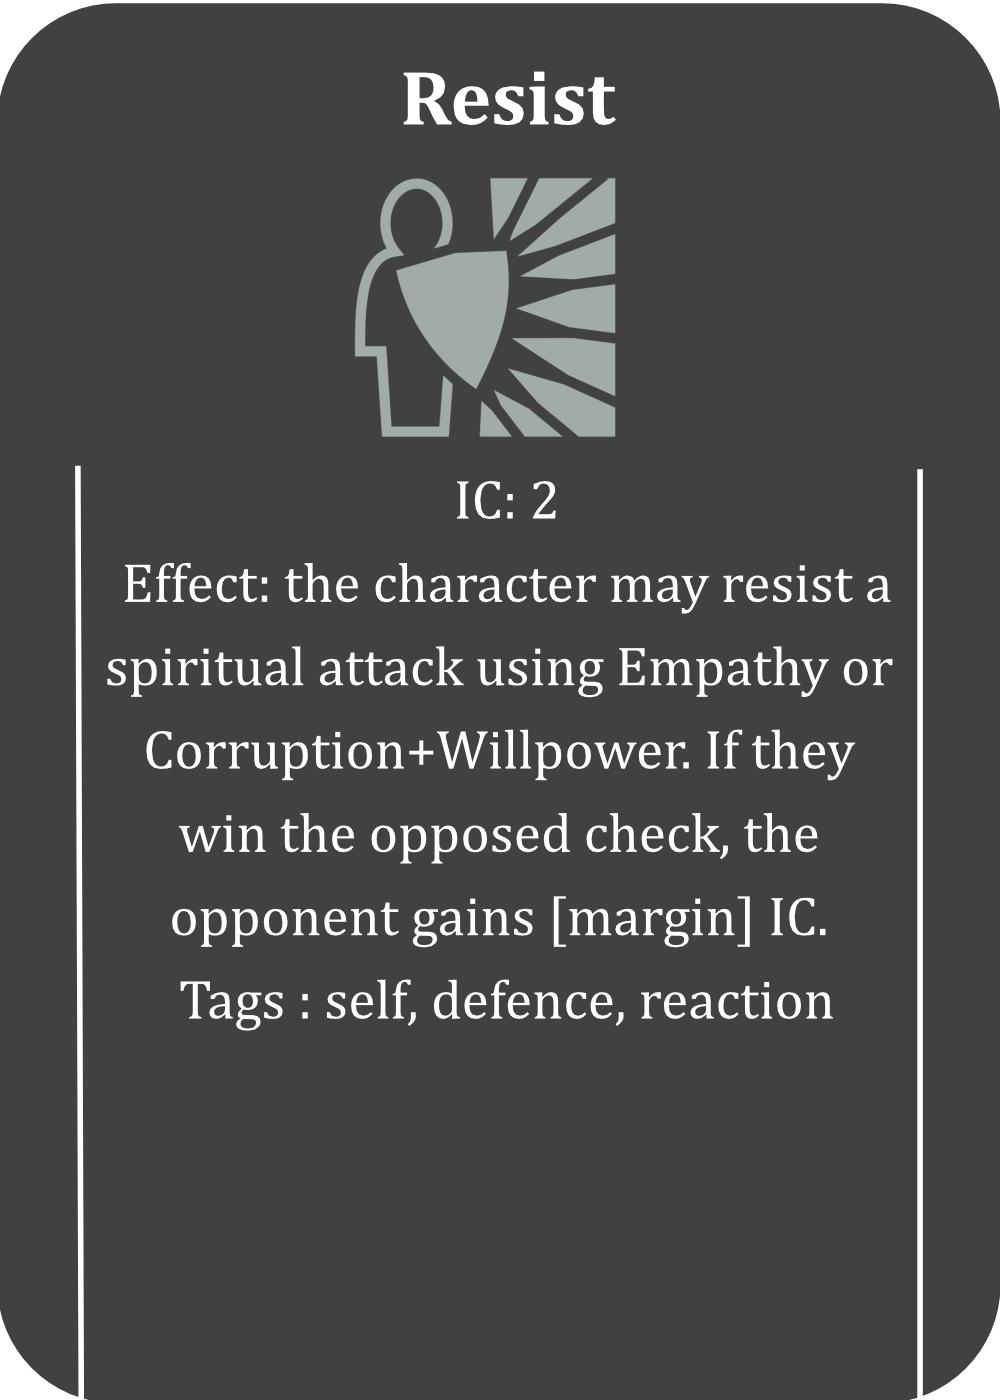 Resist
IC: 2
Effect: the character may resist a
spiritual attack using Empathy or
Corruption+Willpower. If they
win the opposed check, the
opponent gains [margin] IC.
Tags : self, defence, reaction